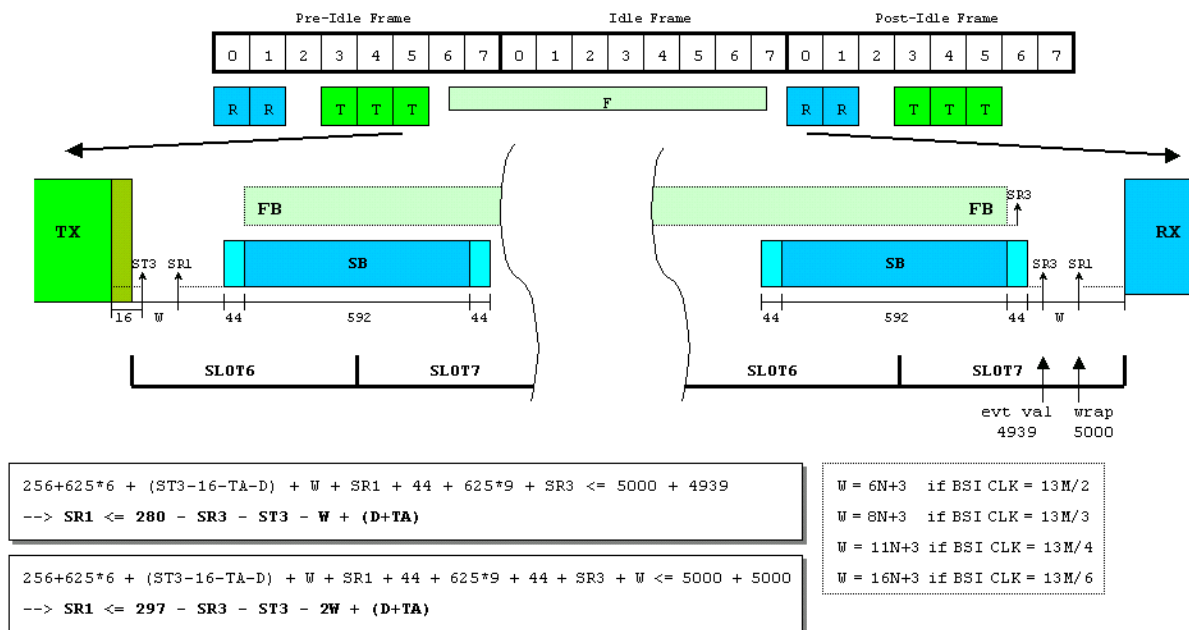 Pre-Idle Frame Idle Frame Post-Idle Frame
0 1 2 3 4 5 6 7 0 1 2 3 4 5 6 7 0 1 2 3 4 5 6 7
R R T T T F R R T T T
FB FB SR3
TX RX
ST3 SR1 SB SB SR3 SR1
16 W 44 592 44 44 592 44 W
SLOT6 SLOT7 SLOT6 SLOT7
evt val wrap
4939 5000
256+625*6 + (ST3-16-TA-D) + W + SR1 + 44 + 625*9 + SR3 <= 5000 + 4939
--> SR1 <= 280 - SR3 - ST3 - W + (D+TA)
256+625*6 + (ST3-16-TA-D) + W + SR1 + 44 + 625*9 + 44 + SR3 + W <= 5000 + 5000
--> SR1 <= 297 - SR3 - ST3 - 2W + (D+TA)
W = 6N+3 if BSI CLK = 13M/2
W = 8N+3 if BSI CLK = 13M/3
W = 11N+3 if BSI CLK = 13M/4
W = 16N+3 if BSI CLK = 13M/6